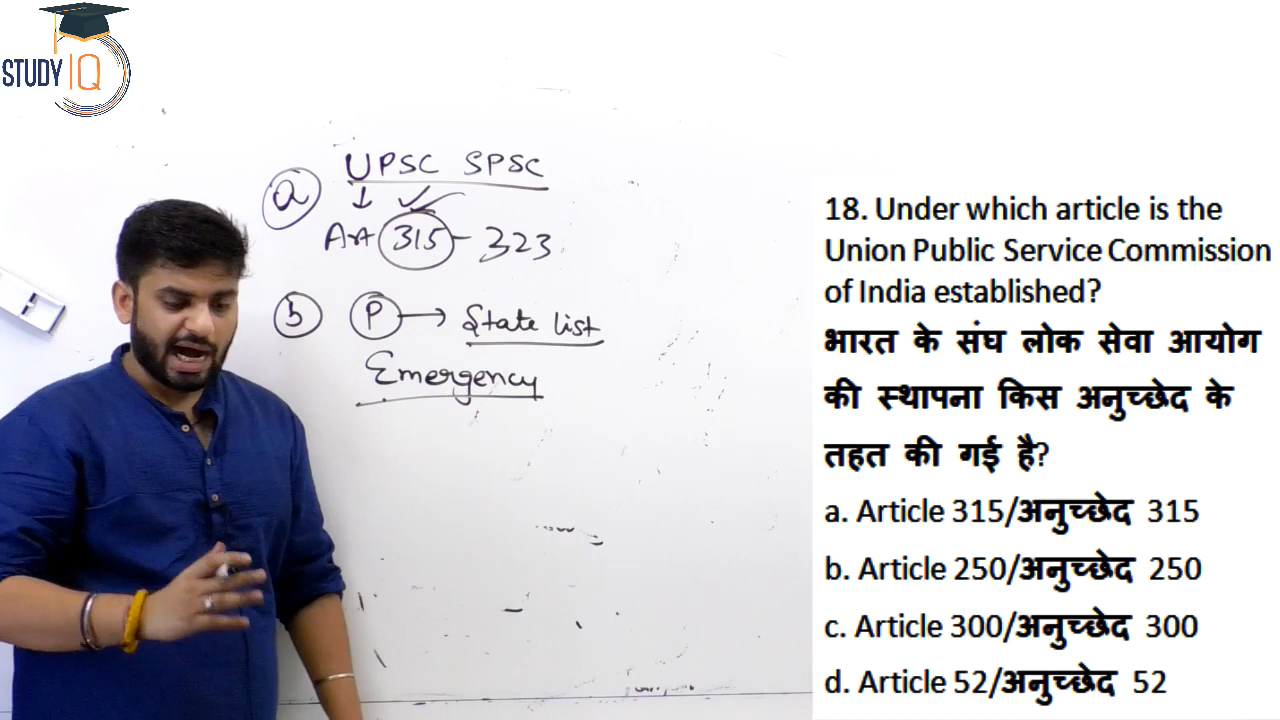 STUDY IQ
a UPSC SPSC
Art 315 - 323
b P → State list
Emergency
18. Under which article is the
Union Public Service Commission
of India established?
भारत के संघ लोक सेवा आयोग
की स्थापना किस अनुच्छेद के
तहत की गई है?
a. Article 315/अनुच्छेद 315
b. Article 250/अनुच्छेद 250
c. Article 300/अनुच्छेद 300
d. Article 52/अनुच्छेद 52